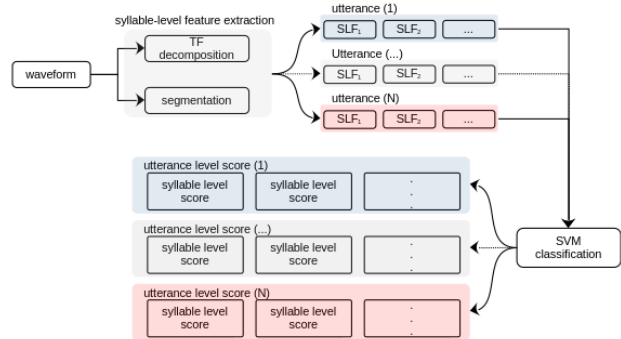 syllable-level feature extraction
TF
decomposition
segmentation
waveform
utterance (1)
SLF₁ SLF₂ ...
Utterance (...)
SLF₁ SLF₂ ...
utterance (N)
SLF₁ SLF₂ ...
utterance level score (1)
syllable level syllable level .
score score .
.
utterance level score (...)
syllable level syllable level .
score score .
.
utterance level score (N)
syllable level syllable level .
score score .
.
SVM
classification